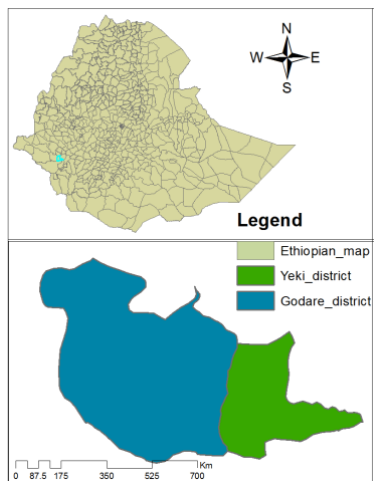 N
W E
S
Legend
Ethiopian_map
Yeki_district
Godare_district
Km
0 87.5 175 350 525 700